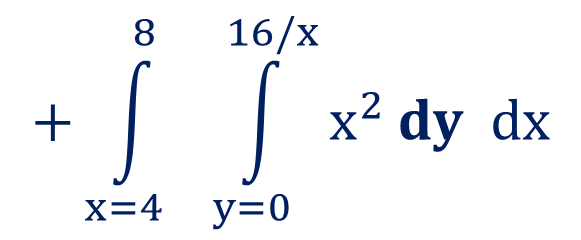 8 16/x
+ ∫ ∫ x² dy dx
x=4 y=0